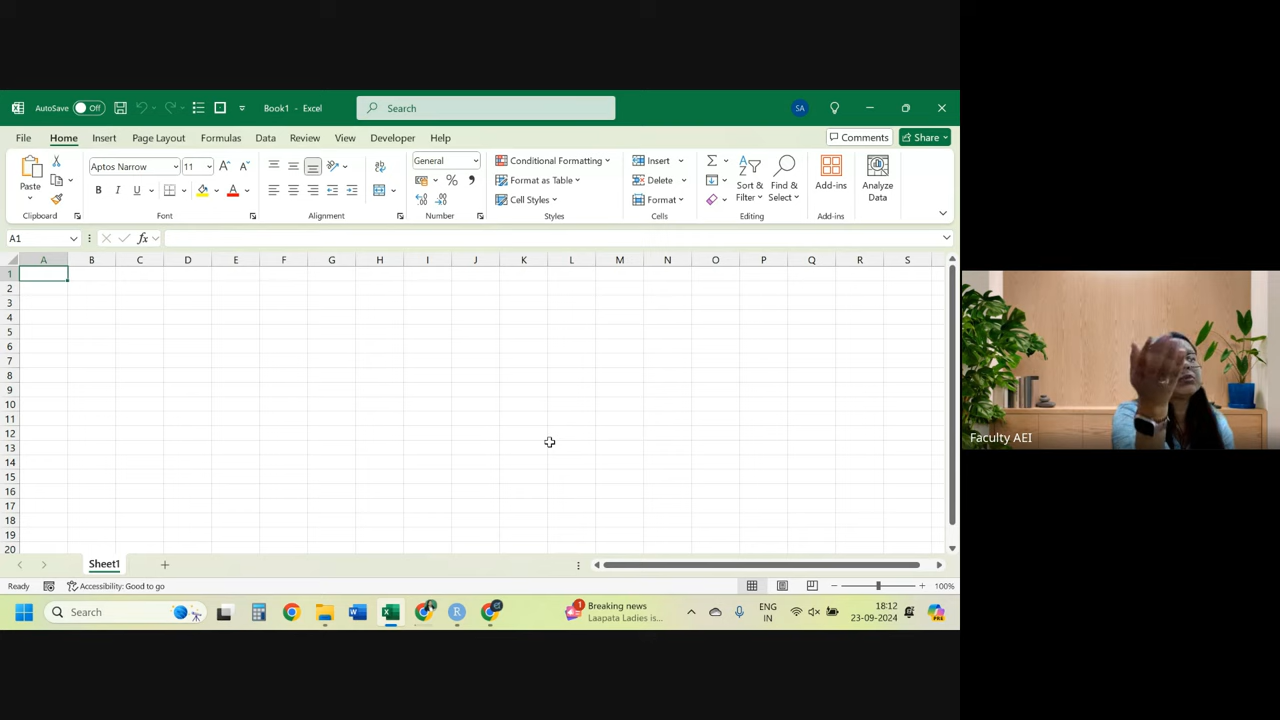 AutoSave Off Book1 - Excel Search SA
File Home Insert Page Layout Formulas Data Review View Developer Help Comments Share
Paste Aptos Narrow 11 General Conditional Formatting Insert Sort & Find & Add-ins Analyze
B I U A % Format as Table Delete Filter Select Data
Cell Styles Format
Clipboard Font Alignment Number Styles Cells Editing Add-ins
A1 fx
A B C D E F G H I J K L M N O P Q R S
1
2
3
4
5
6
7
8
9
10
11
12
13
14
15
16
17
18
19
20
Faculty AEI
Sheet1
Ready Accessibility: Good to go 100%
Search 1 Breaking news ENG 18:12
Laapata Ladies is... IN 23-09-2024